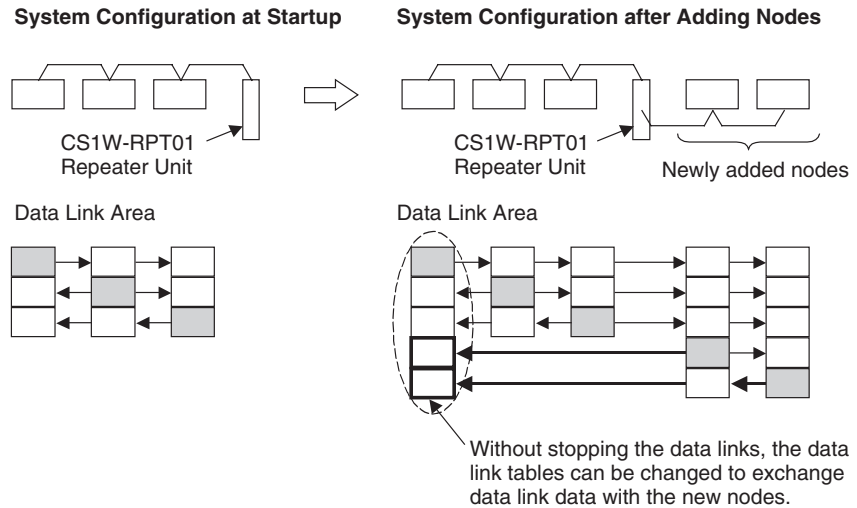 System Configuration at Startup
System Configuration after Adding Nodes
CS1W-RPT01
Repeater Unit
CS1W-RPT01
Repeater Unit
Newly added nodes
Data Link Area
Data Link Area
Without stopping the data links, the data
link tables can be changed to exchange
data link data with the new nodes.